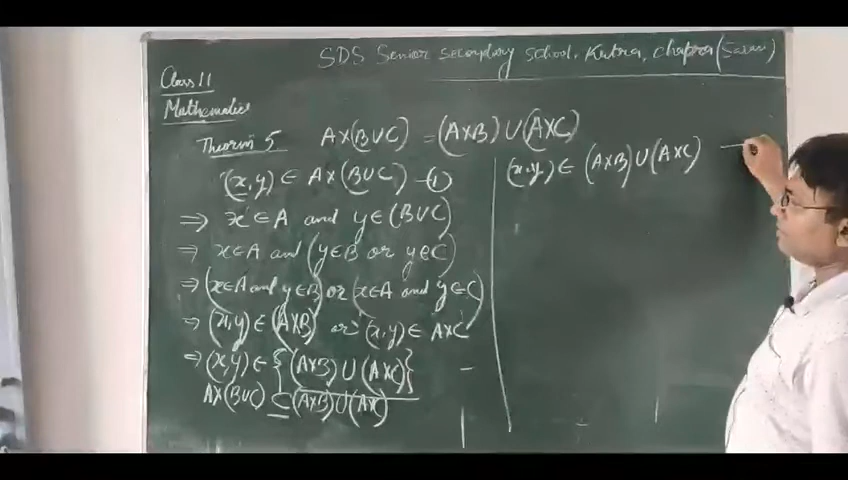 SDS Senior Secondary School, Kutra, Chapra (Saran)
Class 11
Mathematics
Theorem 5 A×(B∪C) = (A×B) ∪ (A×C)
(x,y) ∈ A×(B∪C) —(1)
⇒ x ∈ A and y ∈ (B∪C)
⇒ x ∈ A and (y ∈ B or y ∈ C)
⇒ (x ∈ A and y ∈ B) or (x ∈ A and y ∈ C)
⇒ (x,y) ∈ (A×B) or (x,y) ∈ A×C
⇒ (x,y) ∈ {(A×B) ∪ (A×C)} –
A×(B∪C) ⊆ (A×B) ∪ (A×C)
(x,y) ∈ (A×B) ∪ (A×C) —